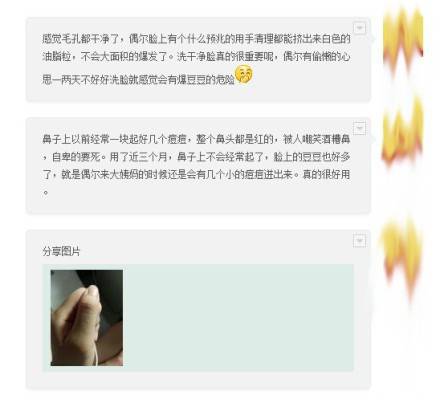 感觉毛孔都干净了，偶尔脸上有个什么预兆的用手清理都能挤出来白色的
油脂粒，不会大面积的爆发了。洗干净脸真的很重要呢，偶尔有偷懒的心
思一两天不好好洗脸就感觉会有爆豆豆的危险
鼻子上以前经常一块起好几个痘痘，整个鼻头都是红的，被人嘲笑酒糟鼻
，自卑的要死。用了近三个月，鼻子上不会经常起了，脸上的豆豆也好多
了，就是偶尔来大姨妈的时候还是会有几个小的痘痘迸出来。真的很好用
。
分享图片